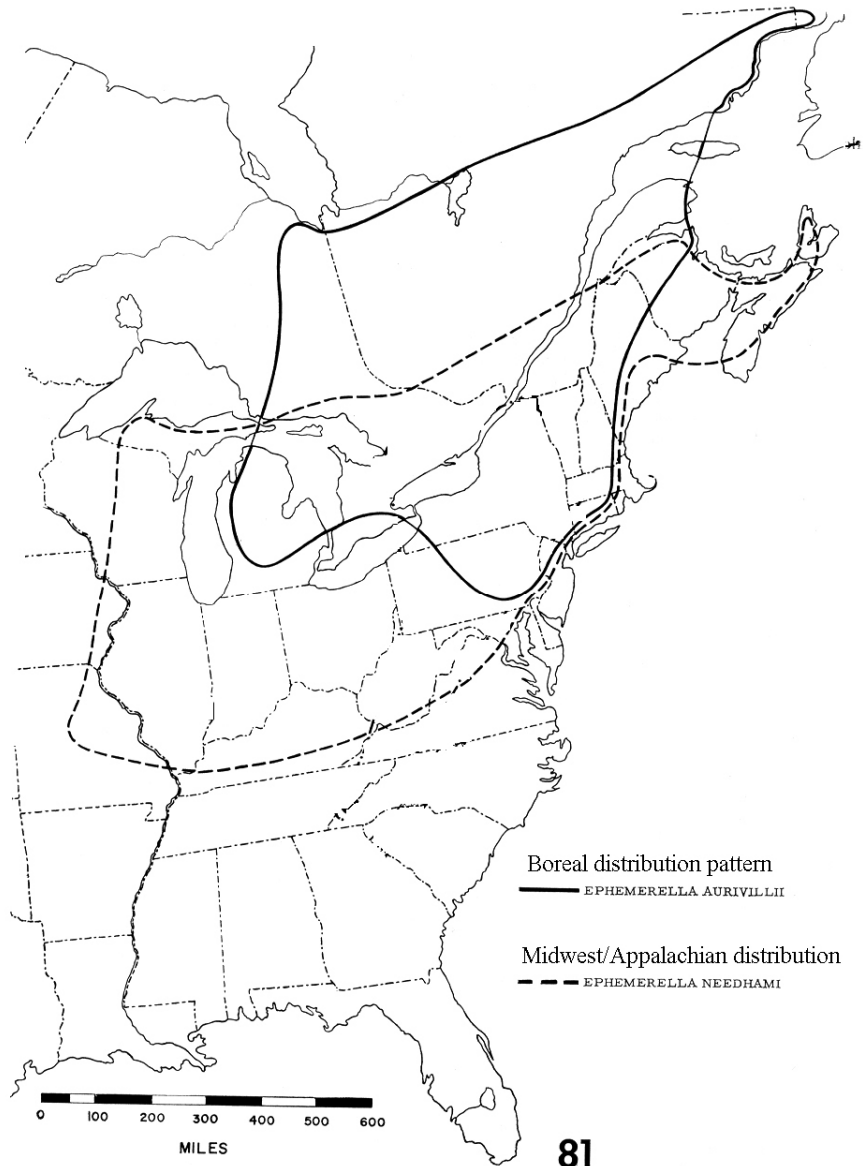 Boreal distribution pattern
EPHEMERELLA AURIVILLII
Midwest/Appalachian distribution
EPHEMERELLA NEEDHAMI
0 100 200 300 400 500 600
MILES
81